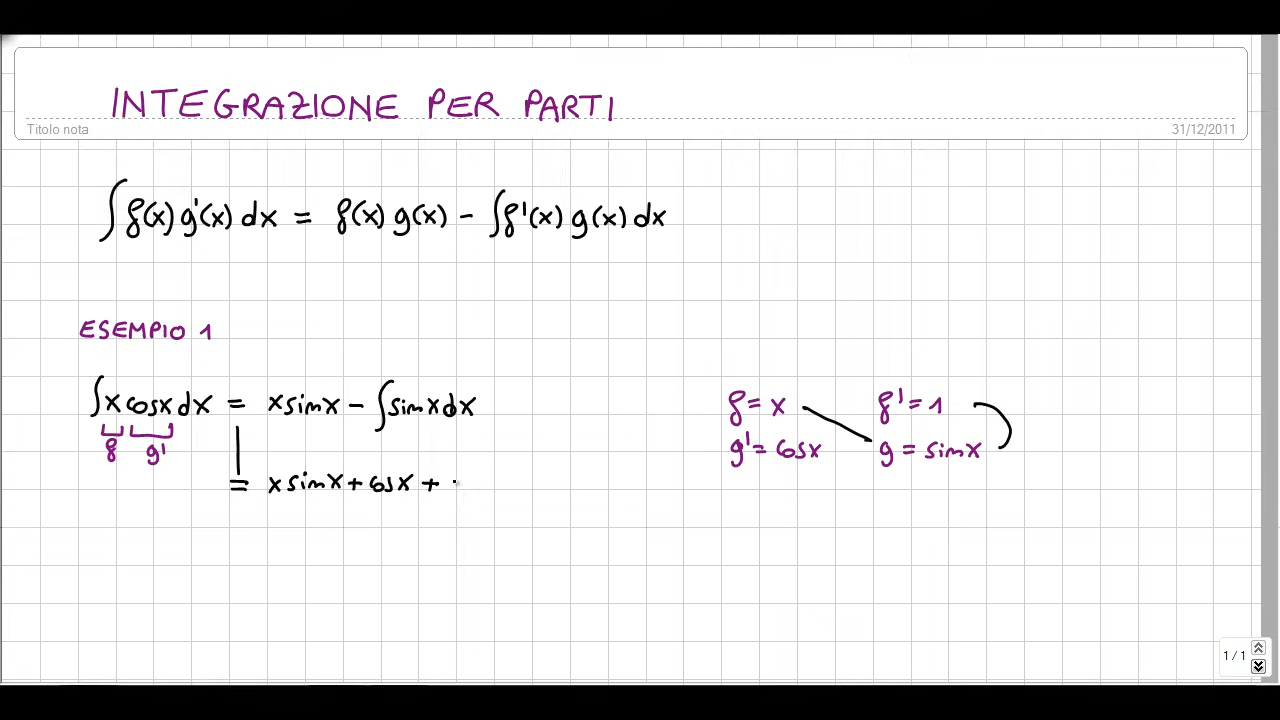 INTEGRAZIONE PER PARTI
Titolo nota
31/12/2011
∫f(x) g'(x) dx = f(x) g(x) - ∫f'(x) g(x) dx
ESEMPIO 1
∫x cosx dx = x sinx - ∫sinx dx
f g'
= x sinx + cosx +
f = x f' = 1
g' = cosx g = sinx
1 / 1